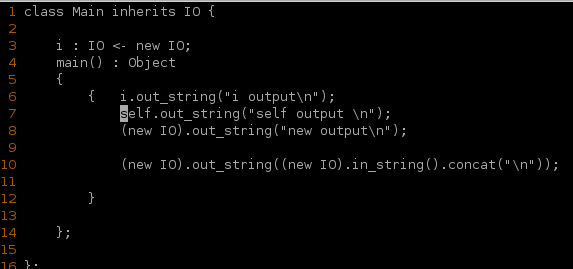 1 class Main inherits IO {
2
3     i : IO <- new IO;
4     main() : Object
5     {
6         {   i.out_string("i output\n");
7             self.out_string("self output \n");
8             (new IO).out_string("new output\n");
9
10             (new IO).out_string((new IO).in_string().concat("\n"));
11
12         }
13
14     };
15
16 };